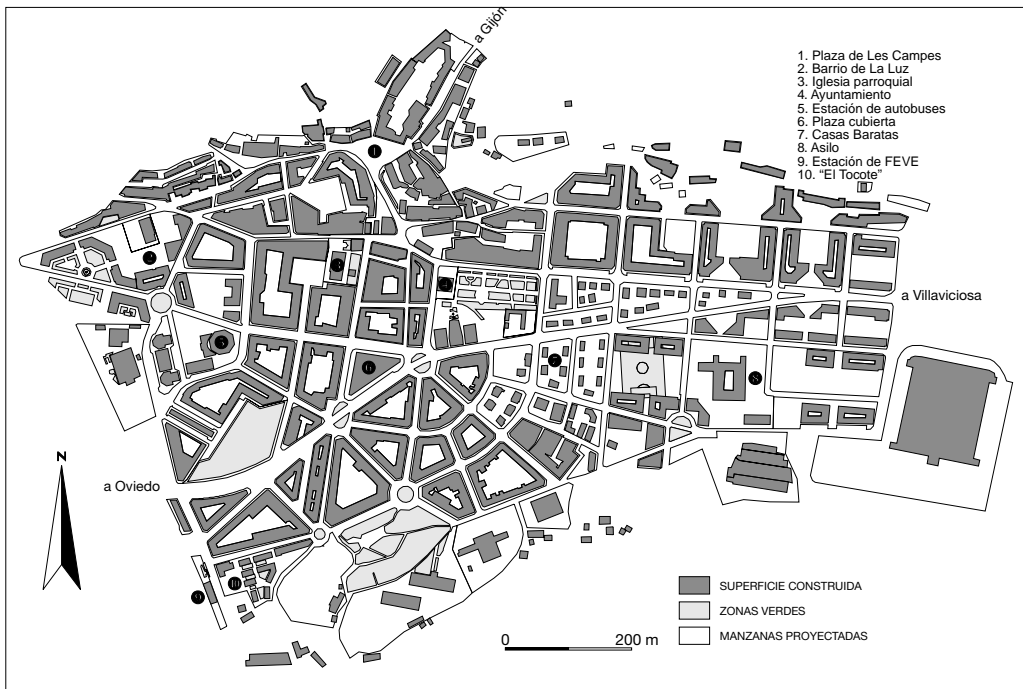 a Gijón
1. Plaza de Les Campes
2. Barrio de La Luz
3. Iglesia parroquial
4. Ayuntamiento
5. Estación de autobuses
6. Plaza cubierta
7. Casas Baratas
8. Asilo
9. Estación de FEVE
10. “El Tocote”
a Villaviciosa
N
a Oviedo
SUPERFICIE CONSTRUIDA
ZONAS VERDES
0 200 m
MANZANAS PROYECTADAS